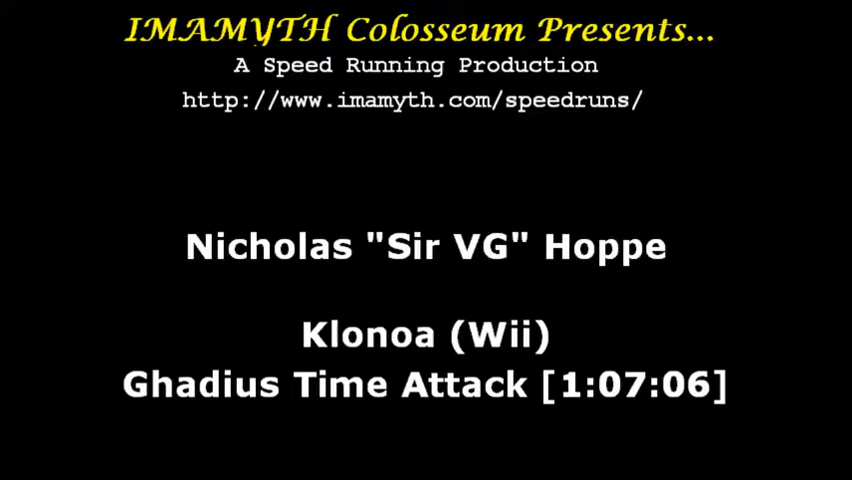 IMAMYTH Colosseum Presents...
A Speed Running Production
http://www.imamyth.com/speedruns/
Nicholas "Sir VG" Hoppe
Klonoa (Wii)
Ghadius Time Attack [1:07:06]